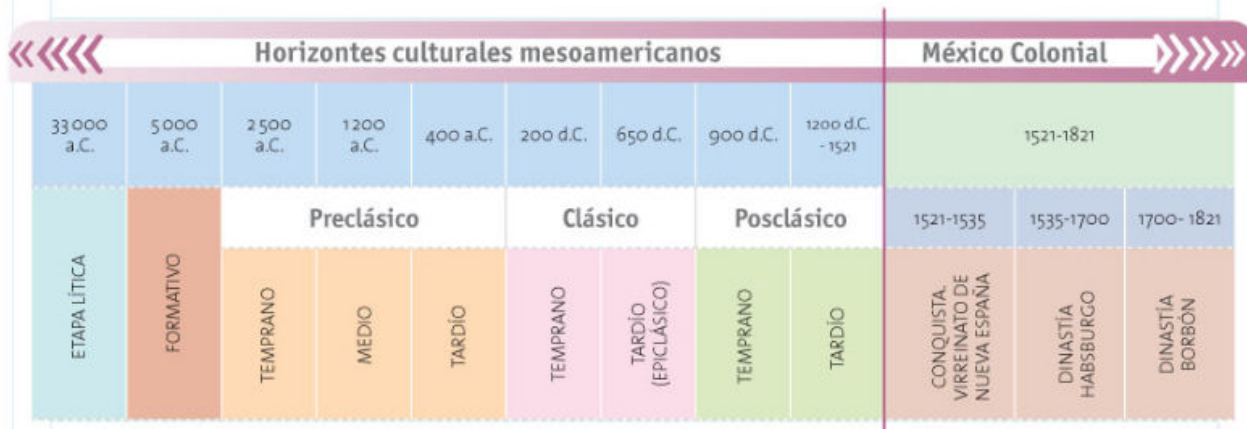 Horizontes culturales mesoamericanos
México Colonial
33 000
a.C.
5 000
a.C.
2 500
a.C.
1 200
a.C.
400 a.C.
200 d.C.
650 d.C.
900 d.C.
1200 d.C.
- 1521
1521-1821
Preclásico
Clásico
Posclásico
1521-1535
1535-1700
1700- 1821
ETAPA LÍTICA
FORMATIVO
TEMPRANO
MEDIO
TARDÍO
TEMPRANO
TARDÍO
(EPICLÁSICO)
TEMPRANO
TARDÍO
CONQUISTA.
VIRREINATO DE
NUEVA ESPAÑA
DINASTÍA
HABSBURGO
DINASTÍA
BORBÓN